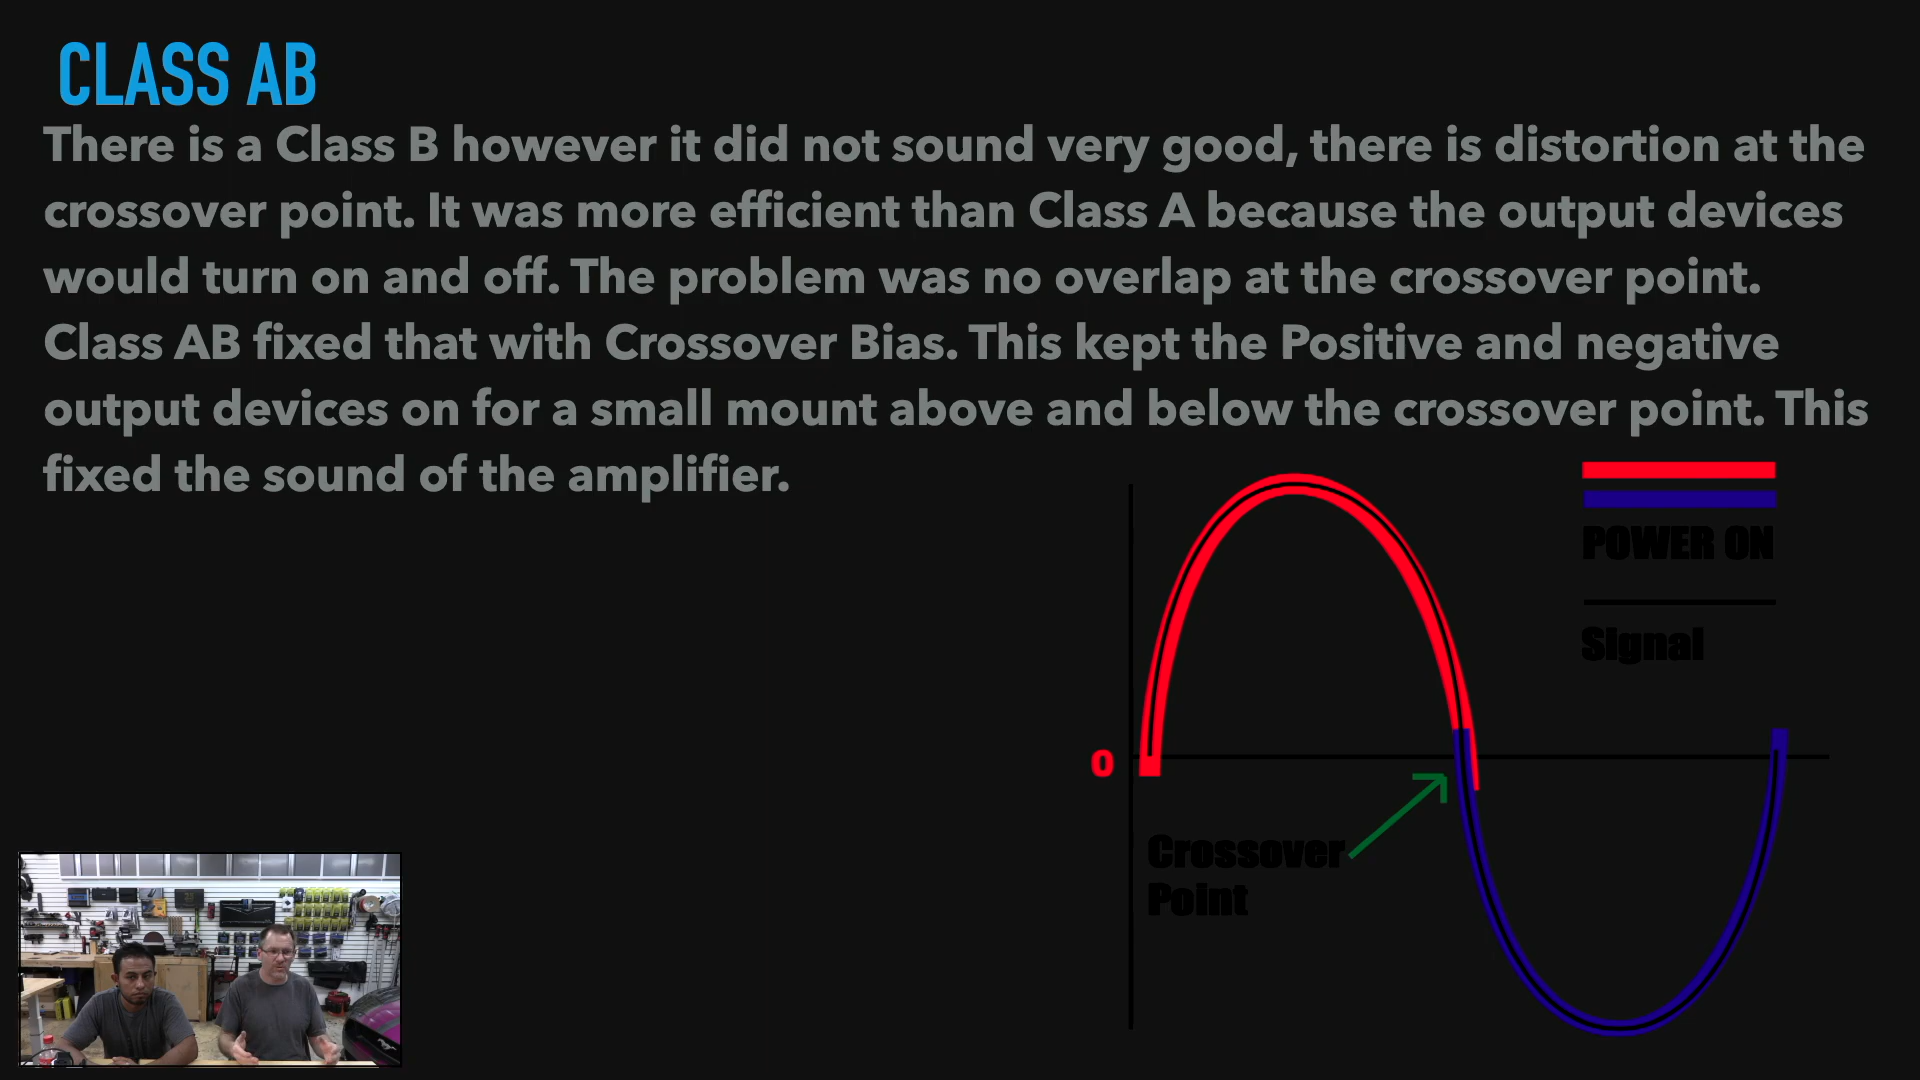 CLASS AB
There is a Class B however it did not sound very good, there is distortion at the
crossover point. It was more efficient than Class A because the output devices
would turn on and off. The problem was no overlap at the crossover point.
Class AB fixed that with Crossover Bias. This kept the Positive and negative
output devices on for a small mount above and below the crossover point. This
fixed the sound of the amplifier.
POWER ON
Signal
0
Crossover
Point